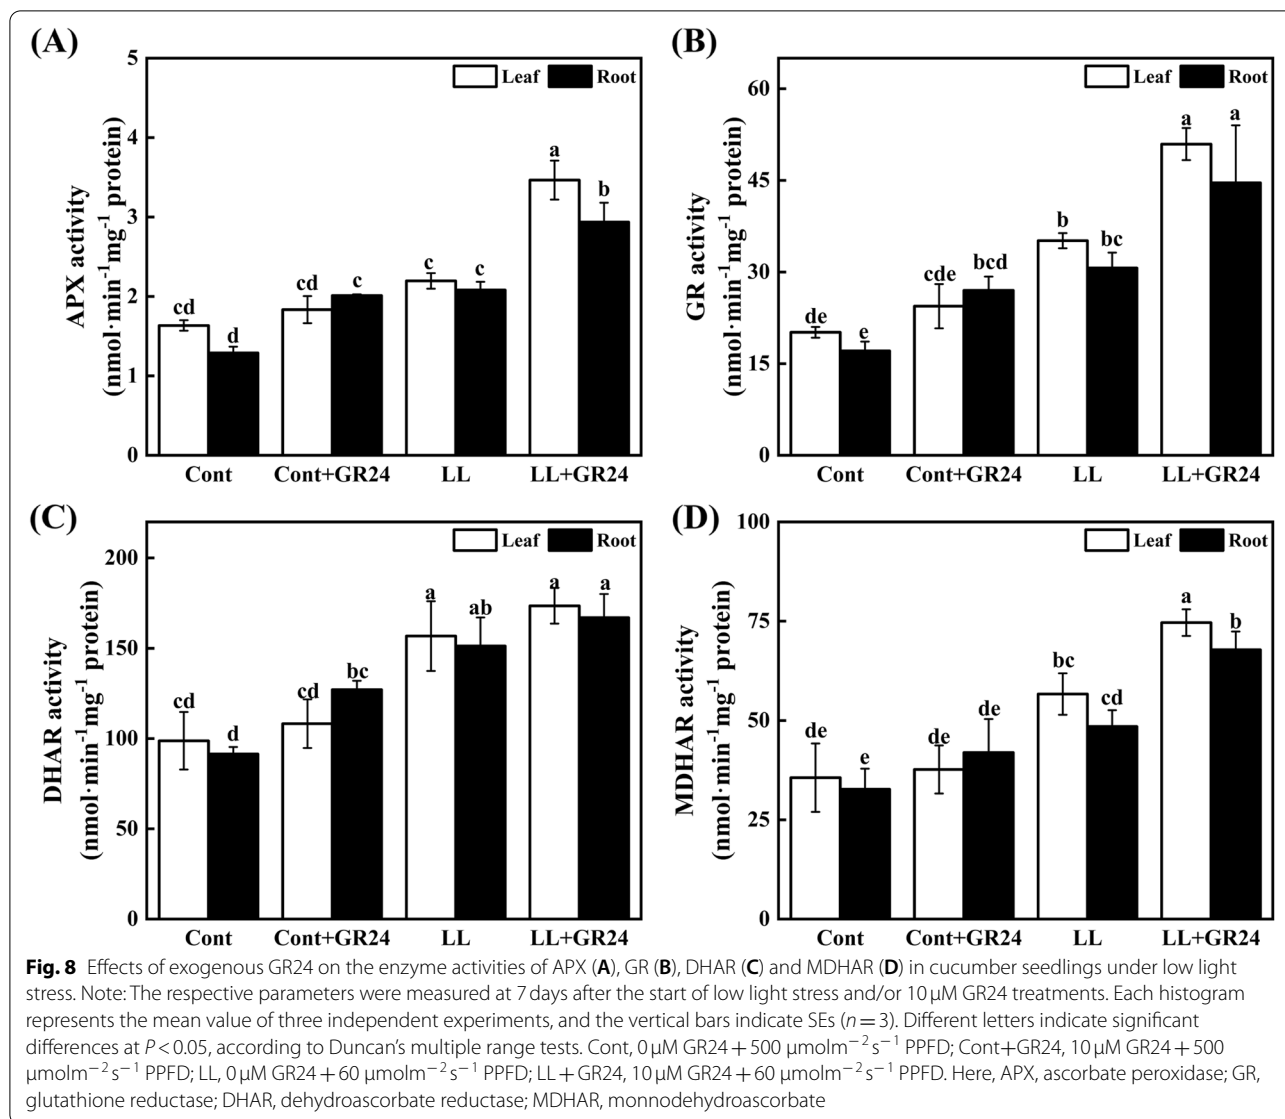 (A)
5
4
3
2
1
0
APX activity
(nmol·min⁻¹mg⁻¹ protein)
Leaf Root
cd
d
cd
c
c
c
a
b
Cont Cont+GR24 LL LL+GR24
(B)
60
45
30
15
0
GR activity
(nmol·min⁻¹mg⁻¹ protein)
Leaf Root
de
e
cde
bcd
b
bc
a
a
Cont Cont+GR24 LL LL+GR24
(C)
200
150
100
50
0
DHAR activity
(nmol·min⁻¹mg⁻¹ protein)
Leaf Root
cd
d
cd
bc
a
ab
a
a
Cont Cont+GR24 LL LL+GR24
(D)
100
75
50
25
0
MDHAR activity
(nmol·min⁻¹mg⁻¹ protein)
Leaf Root
de
e
de
de
bc
cd
a
b
Cont Cont+GR24 LL LL+GR24
Fig. 8 Effects of exogenous GR24 on the enzyme activities of APX (A), GR (B), DHAR (C) and MDHAR (D) in cucumber seedlings under low light
stress. Note: The respective parameters were measured at 7 days after the start of low light stress and/or 10 μM GR24 treatments. Each histogram
represents the mean value of three independent experiments, and the vertical bars indicate SEs (n = 3). Different letters indicate significant
differences at P < 0.05, according to Duncan's multiple range tests. Cont, 0 μM GR24 + 500 μmolm⁻² s⁻¹ PPFD; Cont+GR24, 10 μM GR24 + 500
μmolm⁻² s⁻¹ PPFD; LL, 0 μM GR24 + 60 μmolm⁻² s⁻¹ PPFD; LL + GR24, 10 μM GR24 + 60 μmolm⁻² s⁻¹ PPFD. Here, APX, ascorbate peroxidase; GR,
glutathione reductase; DHAR, dehydroascorbate reductase; MDHAR, monnodehydroascorbate